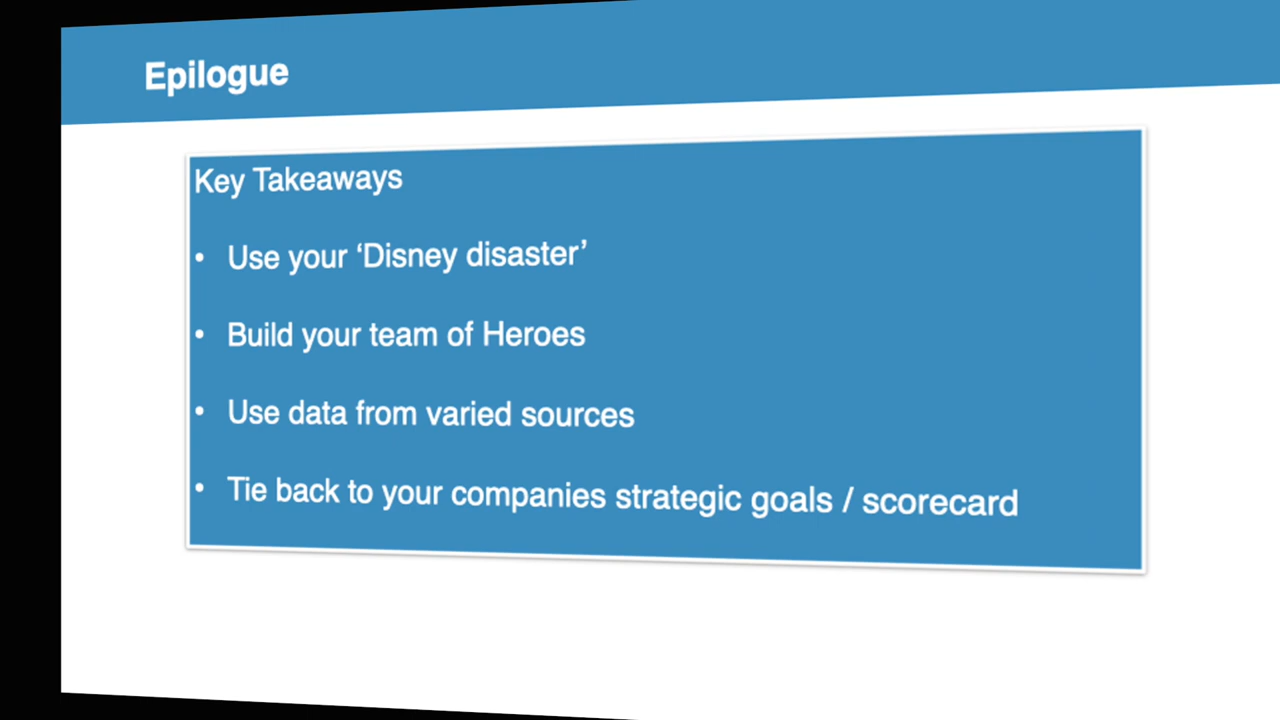 Epilogue
Key Takeaways
• Use your ‘Disney disaster’
• Build your team of Heroes
• Use data from varied sources
• Tie back to your companies strategic goals / scorecard